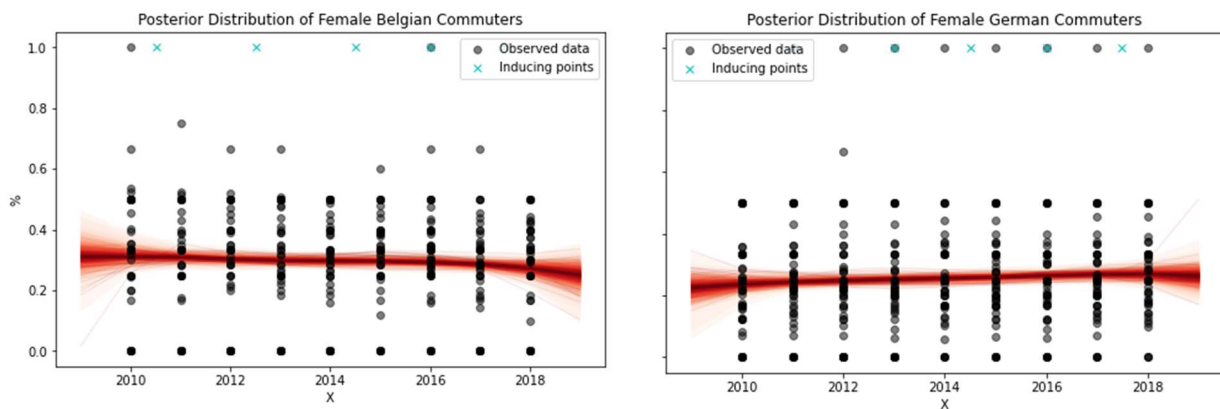 Posterior Distribution of Female Belgian Commuters
1.0
0.8
0.6
0.4
0.2
0.0
%
2010 2012 2014 2016 2018
X
Observed data
Inducing points
Posterior Distribution of Female German Commuters
Observed data
Inducing points
2010 2012 2014 2016 2018
X